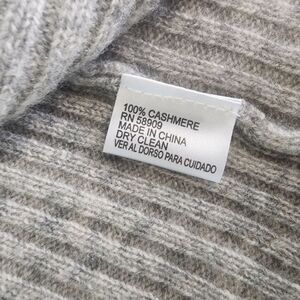 100% CASHMERE
RN 58909
MADE IN CHINA
DRY CLEAN
VER AL DORSO PARA CUIDADO